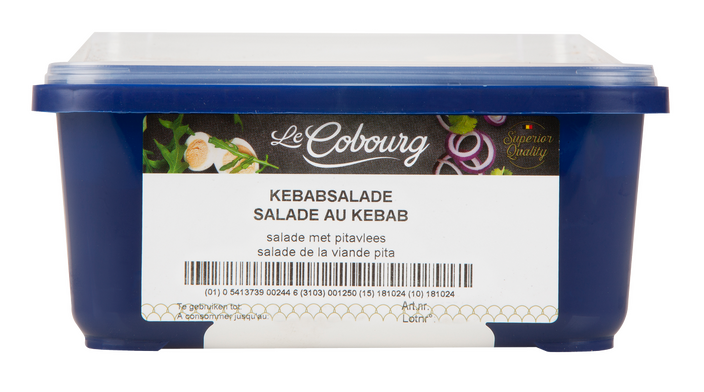 Le Cobourg
Superior
Quality
KEBABSALADE
SALADE AU KEBAB
salade met pitavlees
salade de la viande pita
(01) 0 5413739 00244 6 (3103) 001250 (15) 181024 (10) 181024
Te gebruiken tot:
A consommer jusqu'au
Art.nr.
Lotnr°